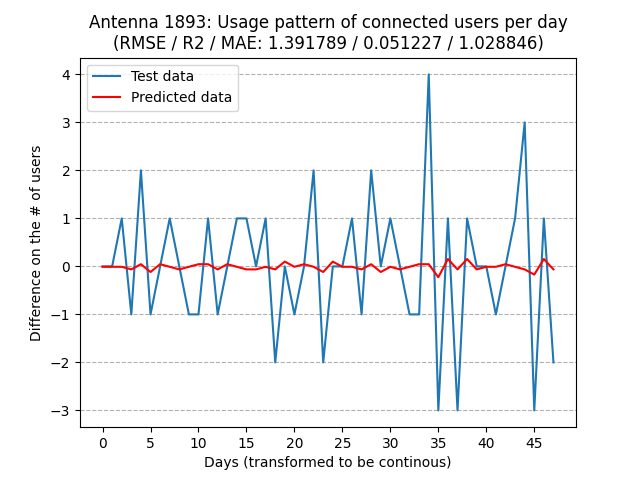 Antenna 1893: Usage pattern of connected users per day
(RMSE / R2 / MAE: 1.391789 / 0.051227 / 1.028846)
Test data
Predicted data
Difference on the # of users
4
3
2
1
0
−1
−2
−3
0 5 10 15 20 25 30 35 40 45
Days (transformed to be continous)